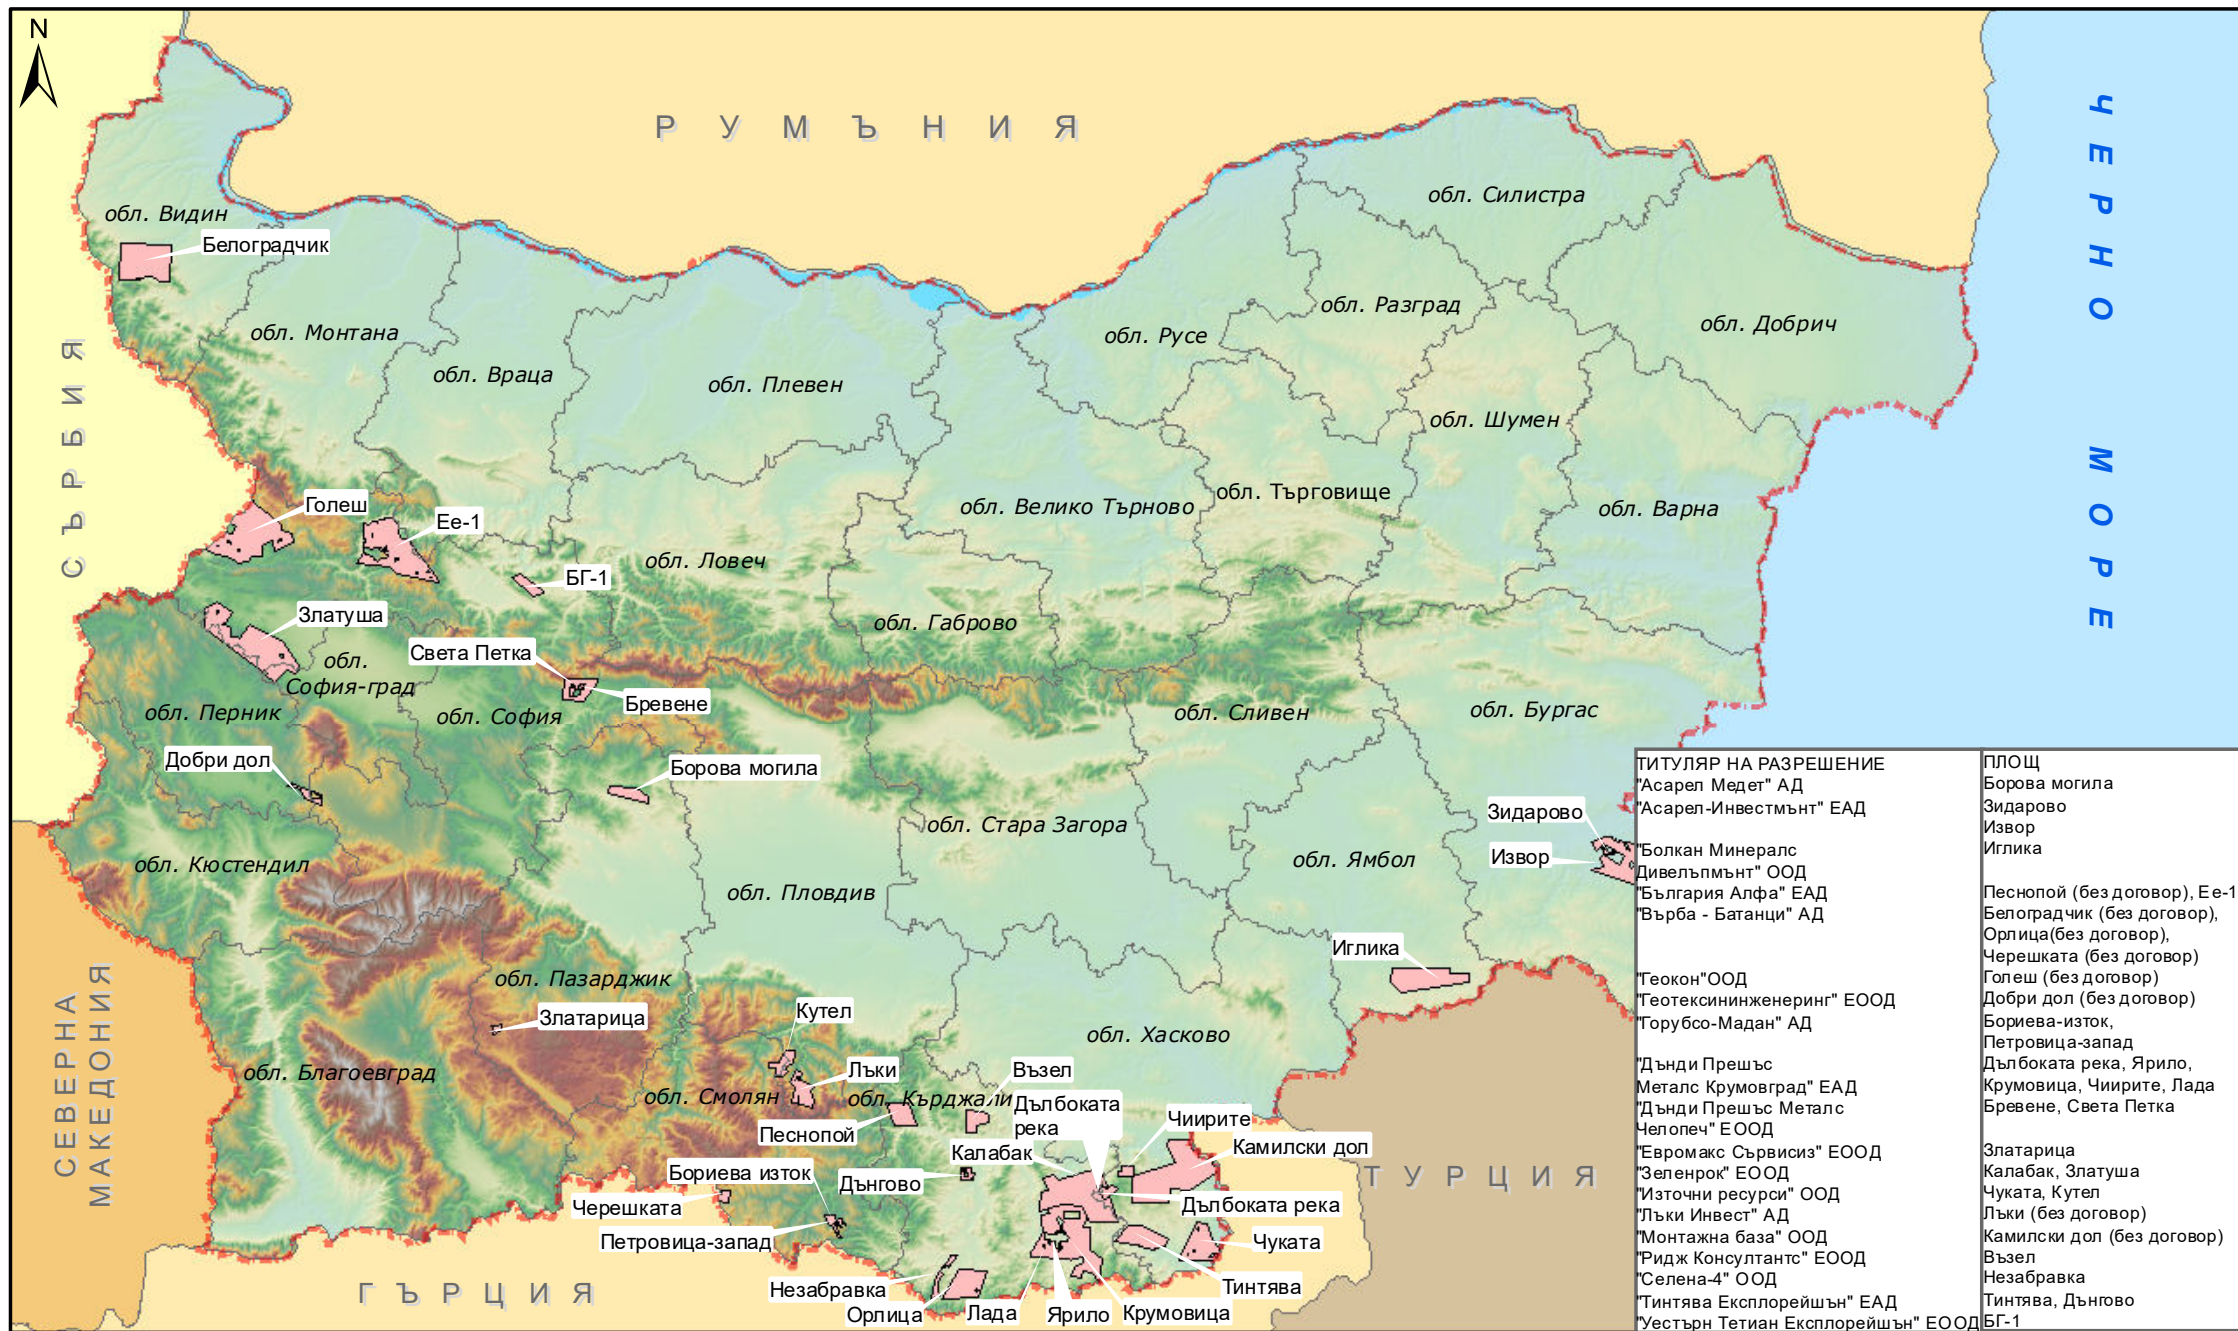 N
РУМЪНИЯ
ЧЕРНО МОРЕ
СЪРБИЯ
СЕВЕРНА
МАКЕДОНИЯ
ГЪРЦИЯ
ТУРЦИЯ
обл. Видин
Белоградчик
обл. Монтана
обл. Враца
обл. Плевен
обл. Русе
обл. Разград
обл. Силистра
обл. Добрич
обл. Шумен
обл. Търговище
обл. Варна
обл. Велико Търново
обл. Ловеч
обл. Габрово
Голеш
Ее-1
БГ-1
Златуша
Света Петка
Бревене
обл.
София-град
обл. Перник
обл. София
обл. Сливен
обл. Бургас
Добри дол
Борова могила
обл. Кюстендил
обл. Стара Загора
обл. Ямбол
обл. Пловдив
Зидарово
Извор
Иглика
обл. Пазарджик
Златарица
Кутел
обл. Хасково
обл. Благоевград
обл. Смолян
Лъки
обл. Кърджали
Възел
Дълбоката
река
Чиирите
Песнопой
Калабак
Камилски дол
Бориева изток
Дънгово
Черешката
Дълбоката река
Петровица-запад
Чуката
Незабравка
Тинтява
Орлица
Лада
Ярило
Крумовица
ТИТУЛЯР НА РАЗРЕШЕНИЕ ПЛОЩ
"Асарел Медет" АД Борова могила
"Асарел-Инвестмънт" ЕАД Зидарово
Извор
"Болкан Минералс Иглика
Дивелъпмънт" ООД
"България Алфа" ЕАД Песнопой (без договор), Ее-1
"Върба - Батанци" АД Белоградчик (без договор),
Орлица(без договор),
Черешката (без договор)
"Геокон"ООД Голеш (без договор)
"Геотексининженеринг" ЕООД Добри дол (без договор)
"Горубсо-Мадан" АД Бориева-изток,
Петровица-запад
"Дънди Прешъс Дълбоката река, Ярило,
Металс Крумовград" ЕАД Крумовица, Чиирите, Лада
"Дънди Прешъс Металс Бревене, Света Петка
Челопеч" ЕООД
"Евромакс Сървисиз" ЕООД Златарица
"Зеленрок" ЕООД Калабак, Златуша
"Източни ресурси" ООД Чуката, Кутел
"Лъки Инвест" АД Лъки (без договор)
"Монтажна база" ООД Камилски дол (без договор)
"Ридж Консултантс" ЕООД Възел
"Селена-4" ООД Незабравка
"Тинтява Експлорейшън" ЕАД Тинтява, Дънгово
"Уестърн Тетиан Експлорейшън" ЕООД БГ-1